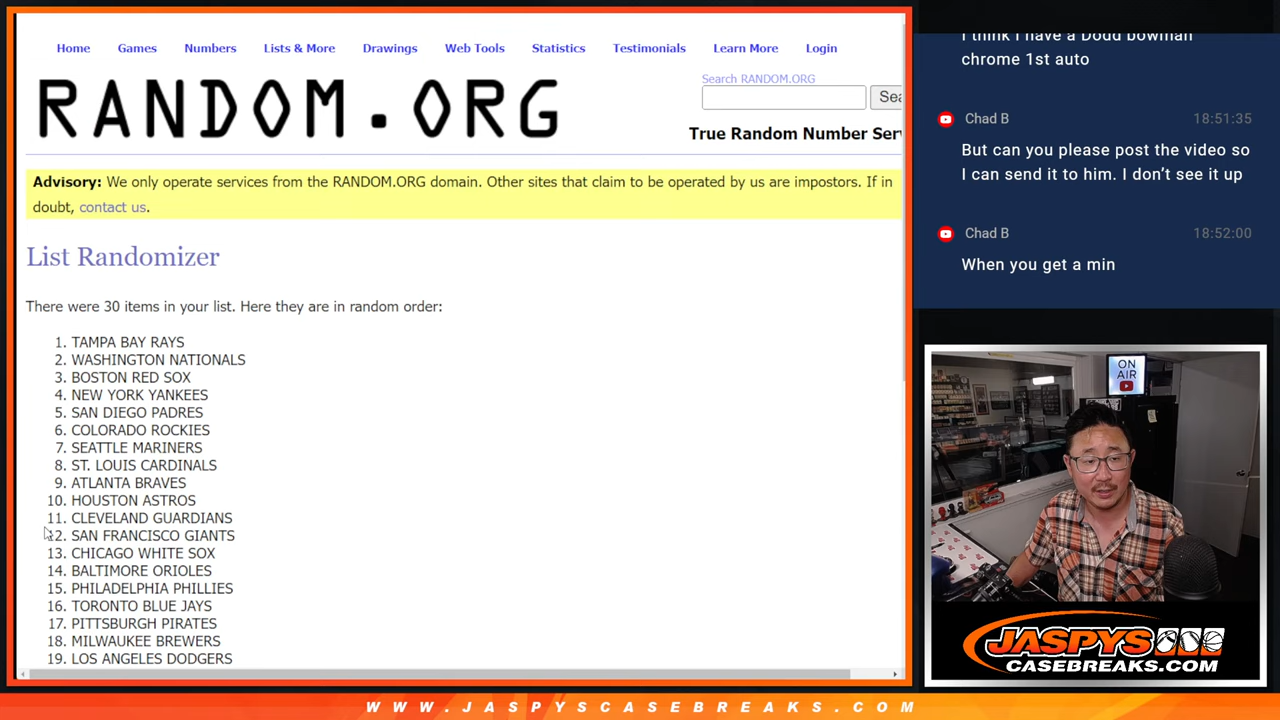 Home Games Numbers Lists & More Drawings Web Tools Statistics Testimonials Learn More Login
RANDOM.ORG
Search RANDOM.ORG
Sea
True Random Number Ser
Advisory: We only operate services from the RANDOM.ORG domain. Other sites that claim to be operated by us are impostors. If in
doubt, contact us.
List Randomizer
There were 30 items in your list. Here they are in random order:
1. TAMPA BAY RAYS
2. WASHINGTON NATIONALS
3. BOSTON RED SOX
4. NEW YORK YANKEES
5. SAN DIEGO PADRES
6. COLORADO ROCKIES
7. SEATTLE MARINERS
8. ST. LOUIS CARDINALS
9. ATLANTA BRAVES
10. HOUSTON ASTROS
11. CLEVELAND GUARDIANS
12. SAN FRANCISCO GIANTS
13. CHICAGO WHITE SOX
14. BALTIMORE ORIOLES
15. PHILADELPHIA PHILLIES
16. TORONTO BLUE JAYS
17. PITTSBURGH PIRATES
18. MILWAUKEE BREWERS
19. LOS ANGELES DODGERS
I think I have a Doud bowman
chrome 1st auto
Chad B 18:51:35
But can you please post the video so
I can send it to him. I don't see it up
Chad B 18:52:00
When you get a min
ON
AIR
JASPYS
CASEBREAKS.COM
WWW.JASPYSCASEBREAKS.COM